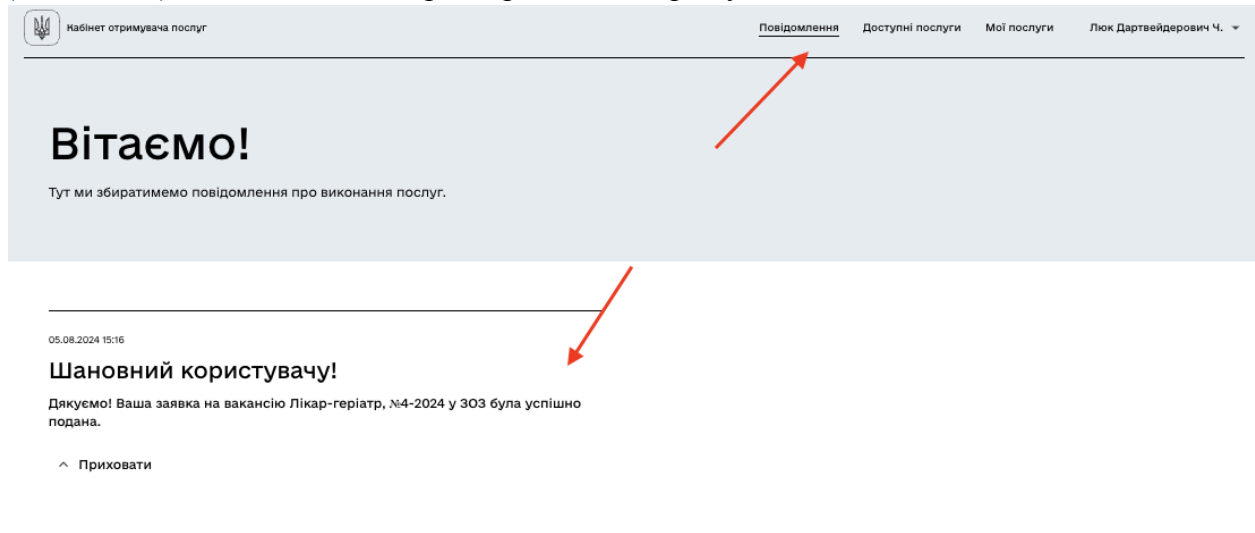 Кабінет отримувача послуг
Повідомлення Доступні послуги Мої послуги Люк Дартвейдерович Ч.
Вітаємо!
Тут ми збиратимемо повідомлення про виконання послуг.
05.08.2024 15:16
Шановний користувачу!
Дякуємо! Ваша заявка на вакансію Лікар-геріатр, №4-2024 у ЗОЗ була успішно
подана.
Приховати